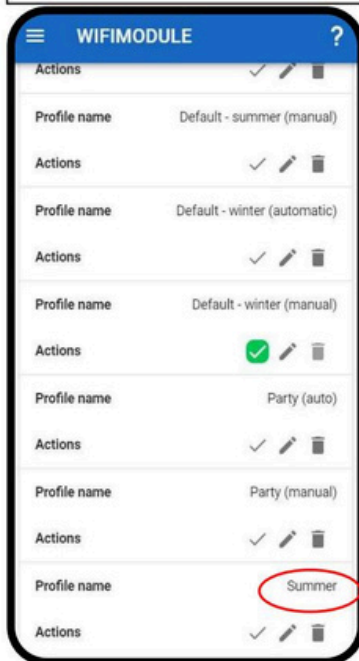 WIFIMODULE ?
Actions
Profile name Default - summer (manual)
Actions
Profile name Default - winter (automatic)
Actions
Profile name Default - winter (manual)
Actions
Profile name Party (auto)
Actions
Profile name Party (manual)
Actions
Profile name Summer
Actions